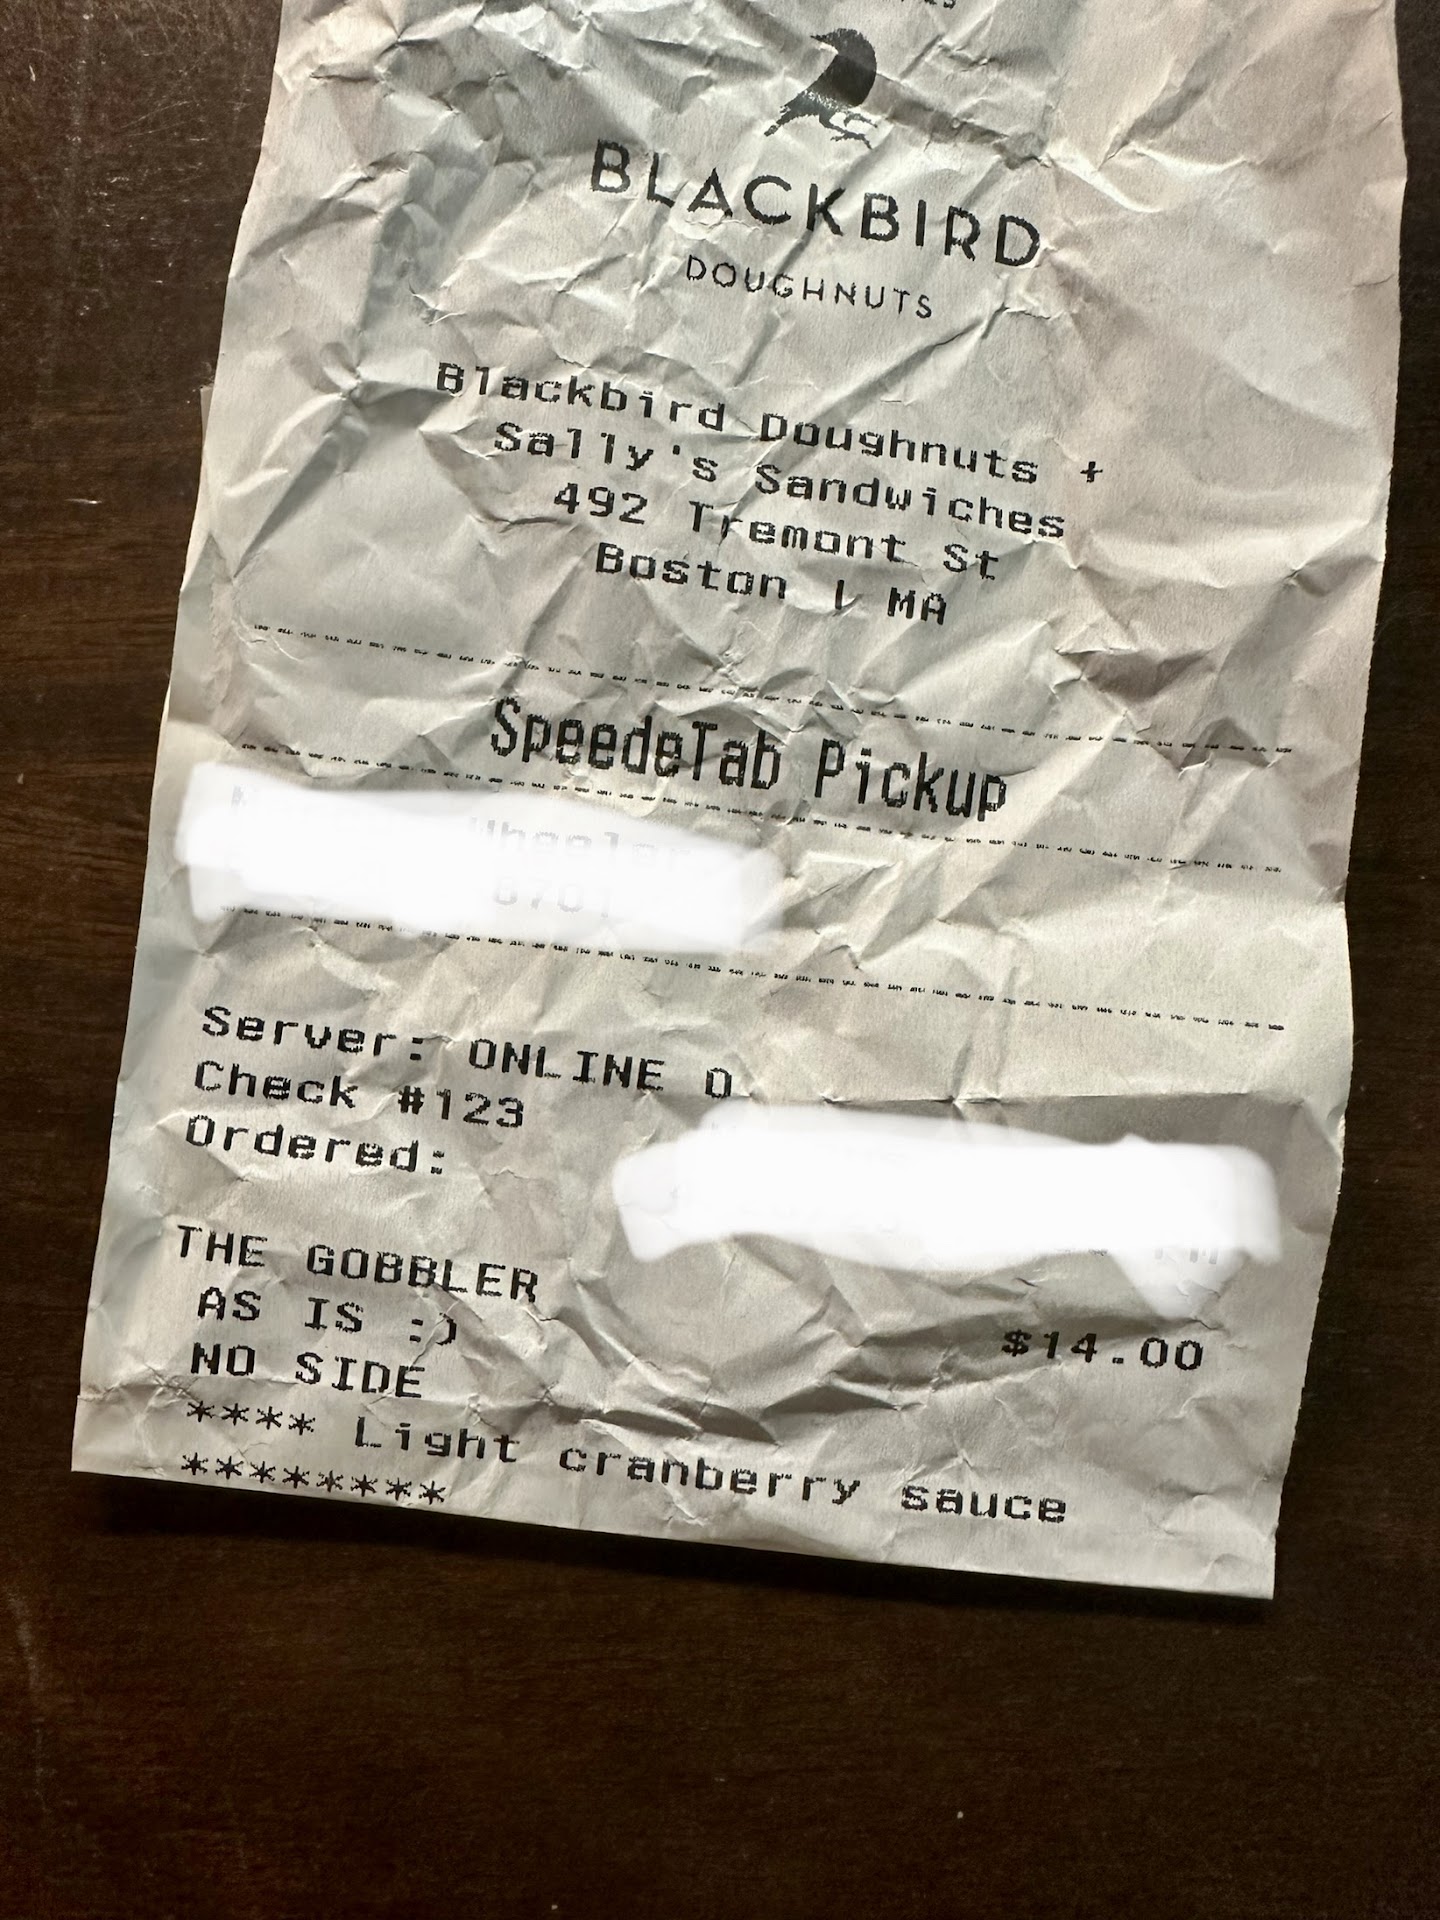 BLACKBIRD
DOUGHNUTS
Blackbird Doughnuts +
Sally's Sandwiches
492 Tremont St
Boston | MA
SpeedeTab Pickup
Server: ONLINE O
Check #123
Ordered:
THE GOBBLER
$14.00
AS IS :)
NO SIDE
**** Light cranberry sauce
********